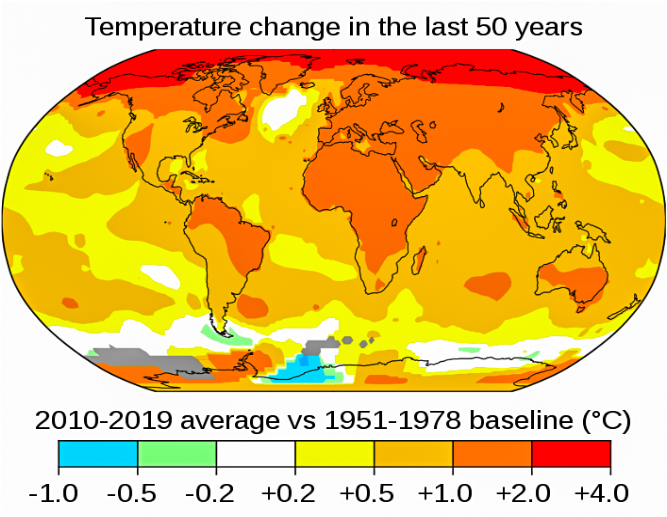 Temperature change in the last 50 years
2010-2019 average vs 1951-1978 baseline (°C)
-1.0 -0.5 -0.2 +0.2 +0.5 +1.0 +2.0 +4.0